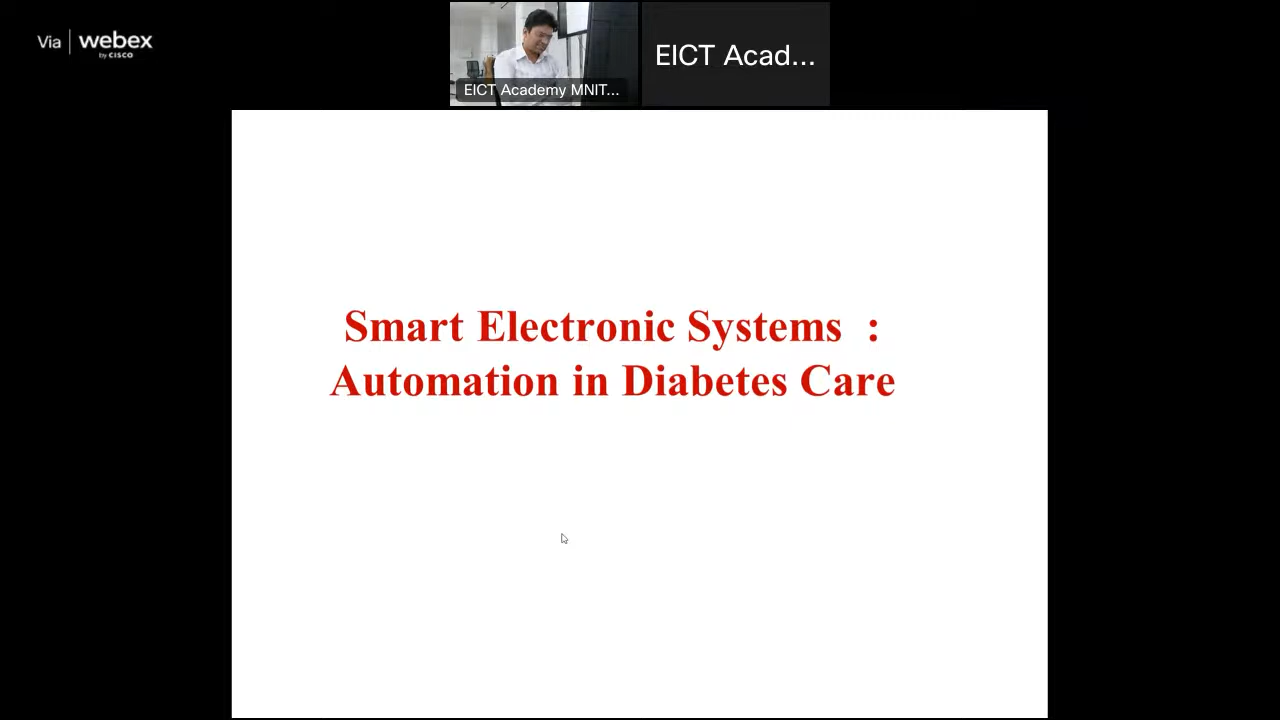 Via webex
by CISCO
EICT Academy MNIT...
EICT Acad...
Smart Electronic Systems :
Automation in Diabetes Care